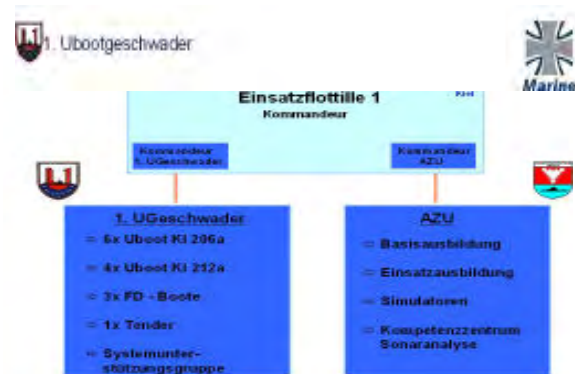 1. Ubootgeschwader
Marine
Einsatzflottille 1
Kiel
Kommandeur
Kommandeur
1. UGeschwader
Kommandeur
AZU
1. UGeschwader
= 6x Uboot Kl 206a
= 4x Uboot Kl 212a
= 3x FD - Boote
= 1x Tender
= Systemunter-
stützungsgruppe
AZU
= Basisausbildung
= Einsatzausbildung
= Simulatoren
= Kompetenzzentrum
Sonaranalyse